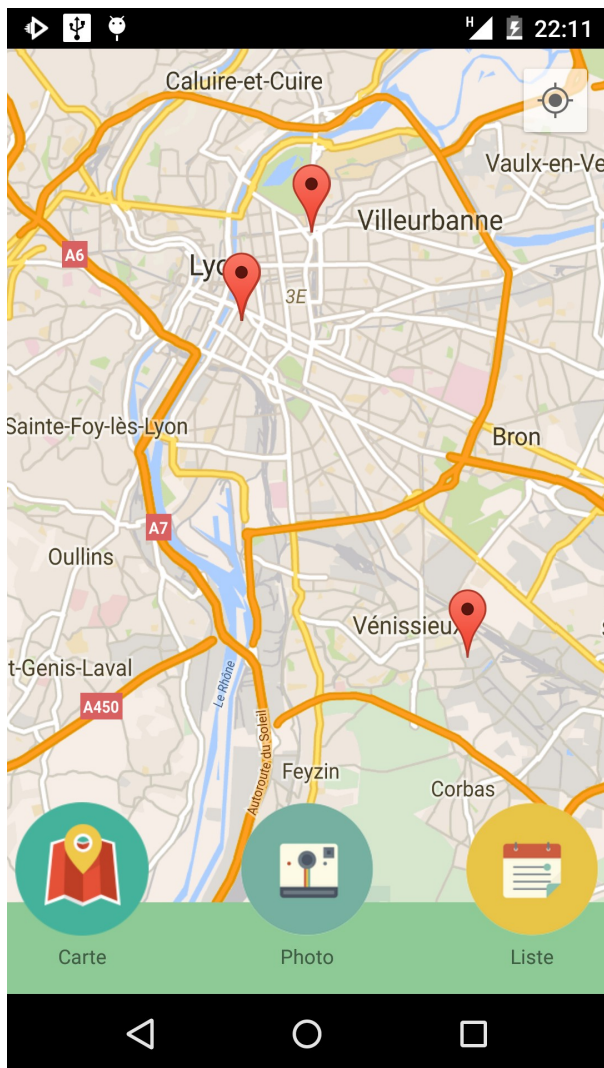 H 22:11
Caluire-et-Cuire
Vaulx-en-Ve
Villeurbanne
A6
Ly
3E
Sainte-Foy-lès-Lyon
Bron
A7
Oullins
Vénissieux
t-Genis-Laval
Le Rhône
A450
Autoroute du Soleil
Feyzin
Corbas
Carte
Photo
Liste